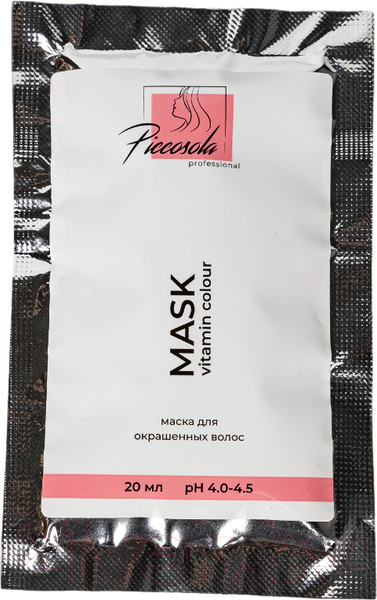 Piccosola
professional
MASK
vitamin colour
маска для
окрашенных волос
20 мл pH 4.0-4.5